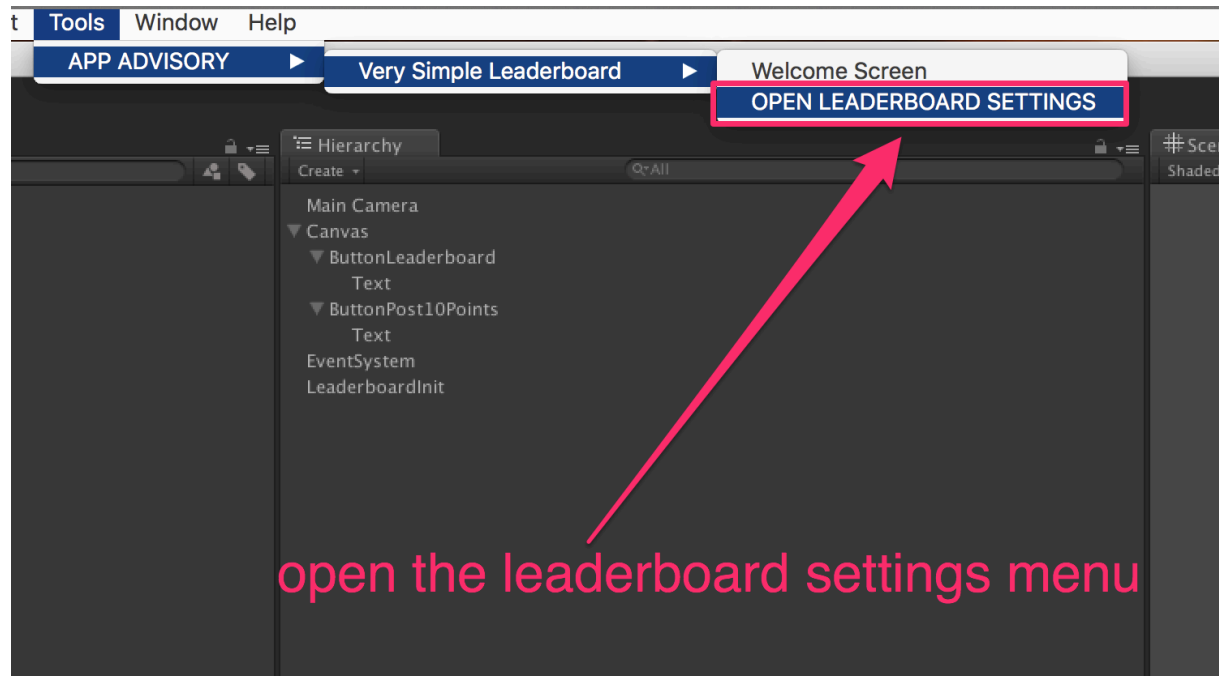 t Tools Window Help
APP ADVISORY
Very Simple Leaderboard
Welcome Screen
OPEN LEADERBOARD SETTINGS
Hierarchy
Create
All
Main Camera
Canvas
ButtonLeaderboard
Text
ButtonPost10Points
Text
EventSystem
LeaderboardInit
Scen
Shaded
open the leaderboard settings menu